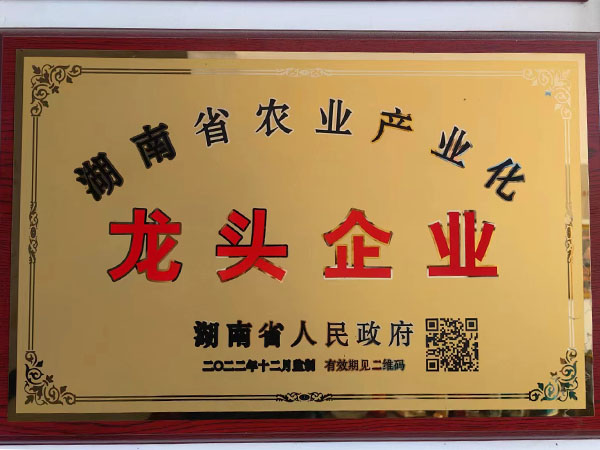 湖南省农业产业化
龙头企业
湖南省人民政府
二〇二二年十二月监制 有效期见二维码